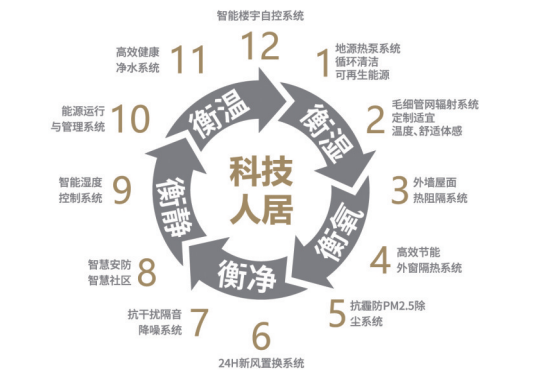 智能楼宇自控系统
12
1
地源热泵系统
循环清洁
可再生能源
2
毛细管网辐射系统
定制适宜
温度、舒适体感
3
外墙屋面
热阻隔系统
4
高效节能
外窗隔热系统
5
抗霾防PM2.5除
尘系统
6
24H新风置换系统
7
抗干扰隔音
降噪系统
8
智慧安防
智慧社区
9
智能湿度
控制系统
10
能源运行
与管理系统
11
高效健康
净水系统
衡温
衡湿
衡氧
衡净
衡静
科技
人居